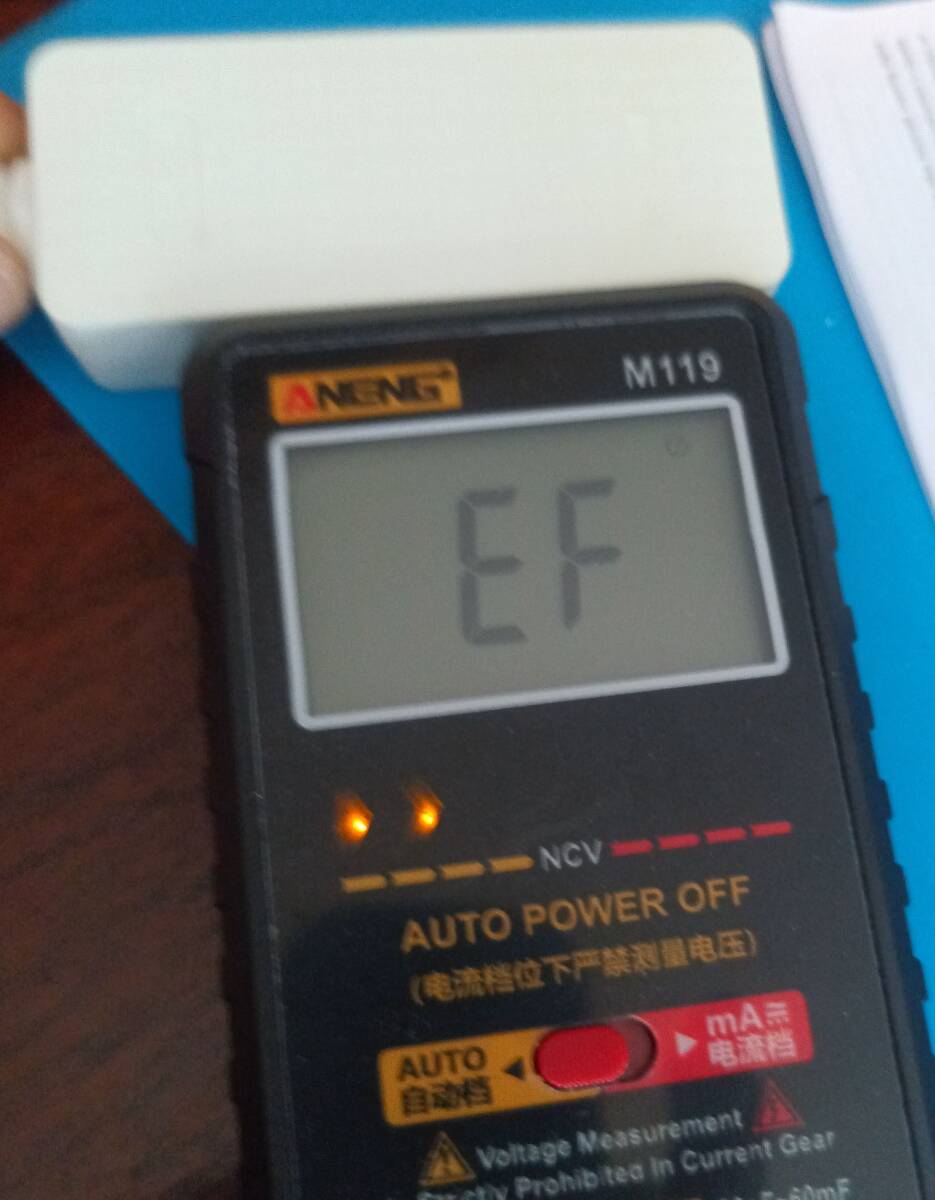 ANENG
M119
EF
NCV
AUTO POWER OFF
(电流档位下严禁测量电压)
AUTO
自动档
mA
电流档
Voltage Measurement
Strictly Prohibited In Current Gear